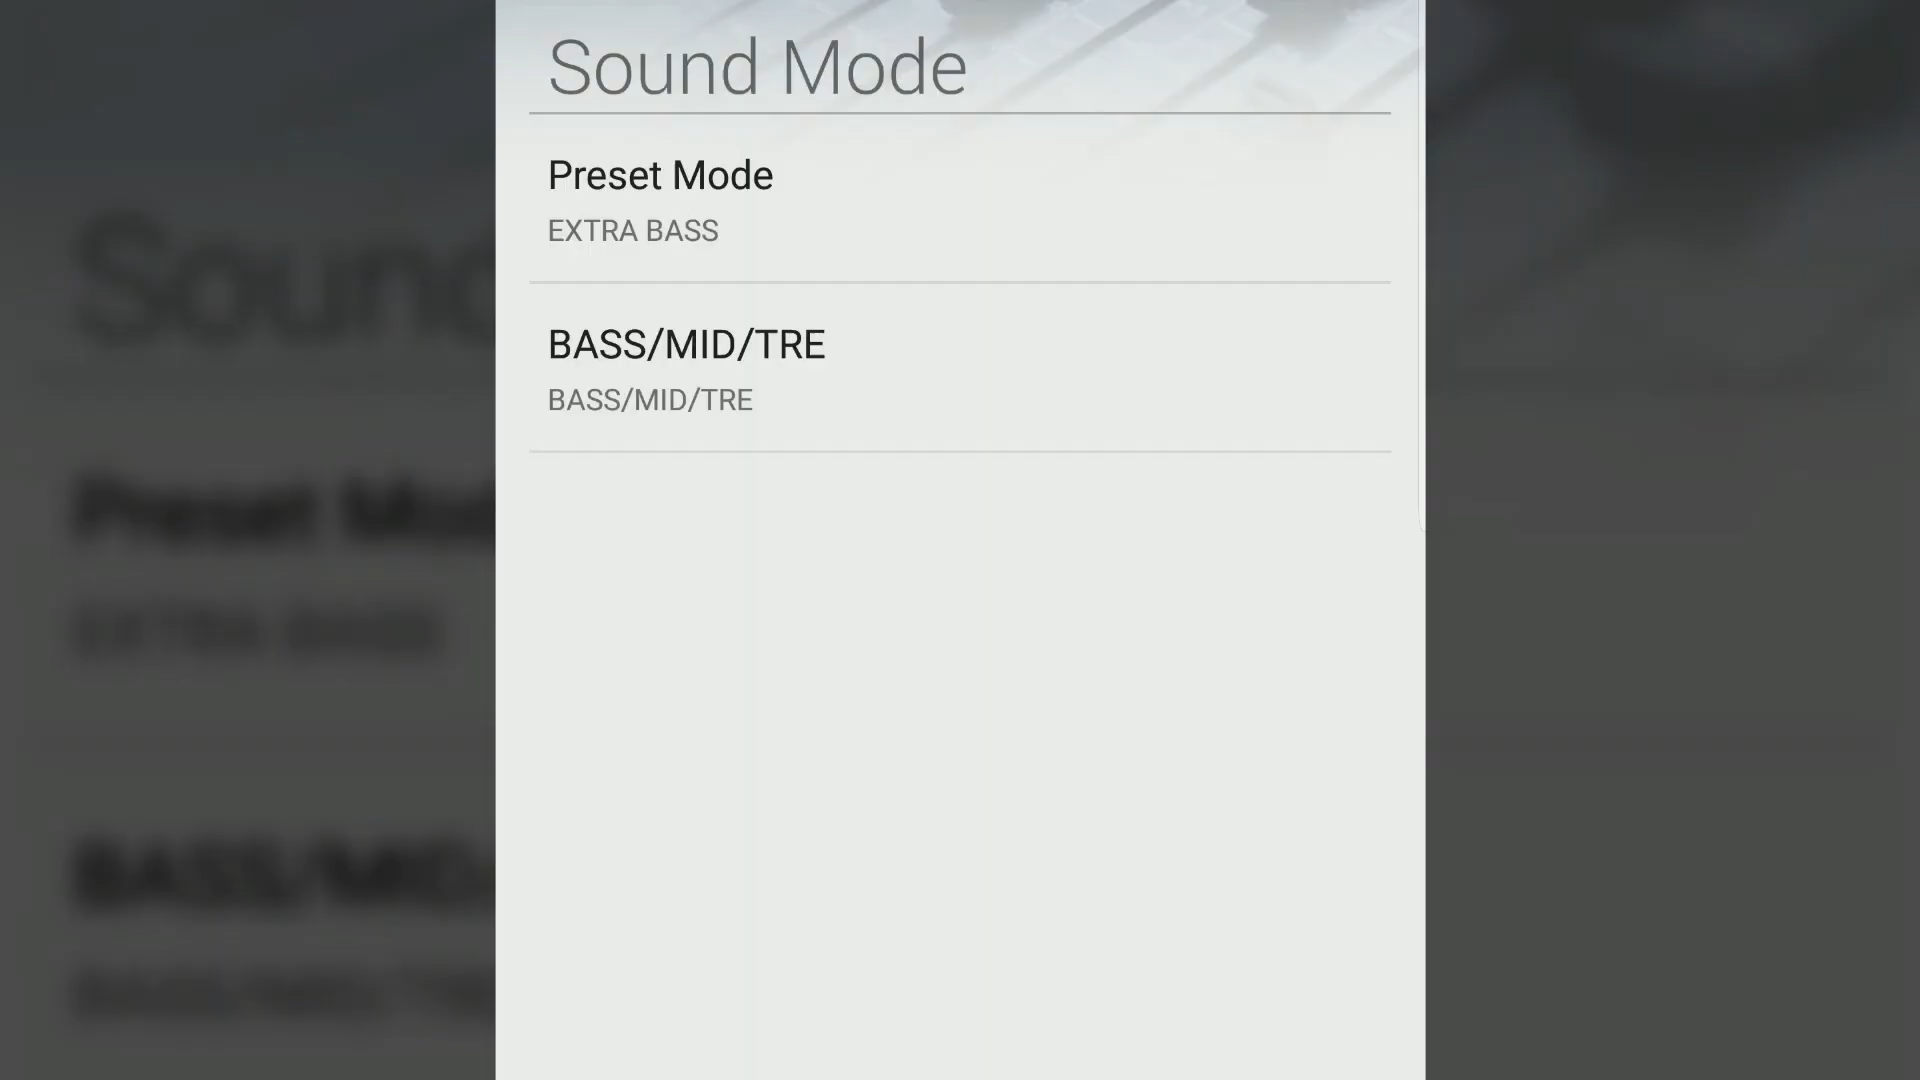 Sound Mode
Preset Mode
EXTRA BASS
BASS/MID/TRE
BASS/MID/TRE